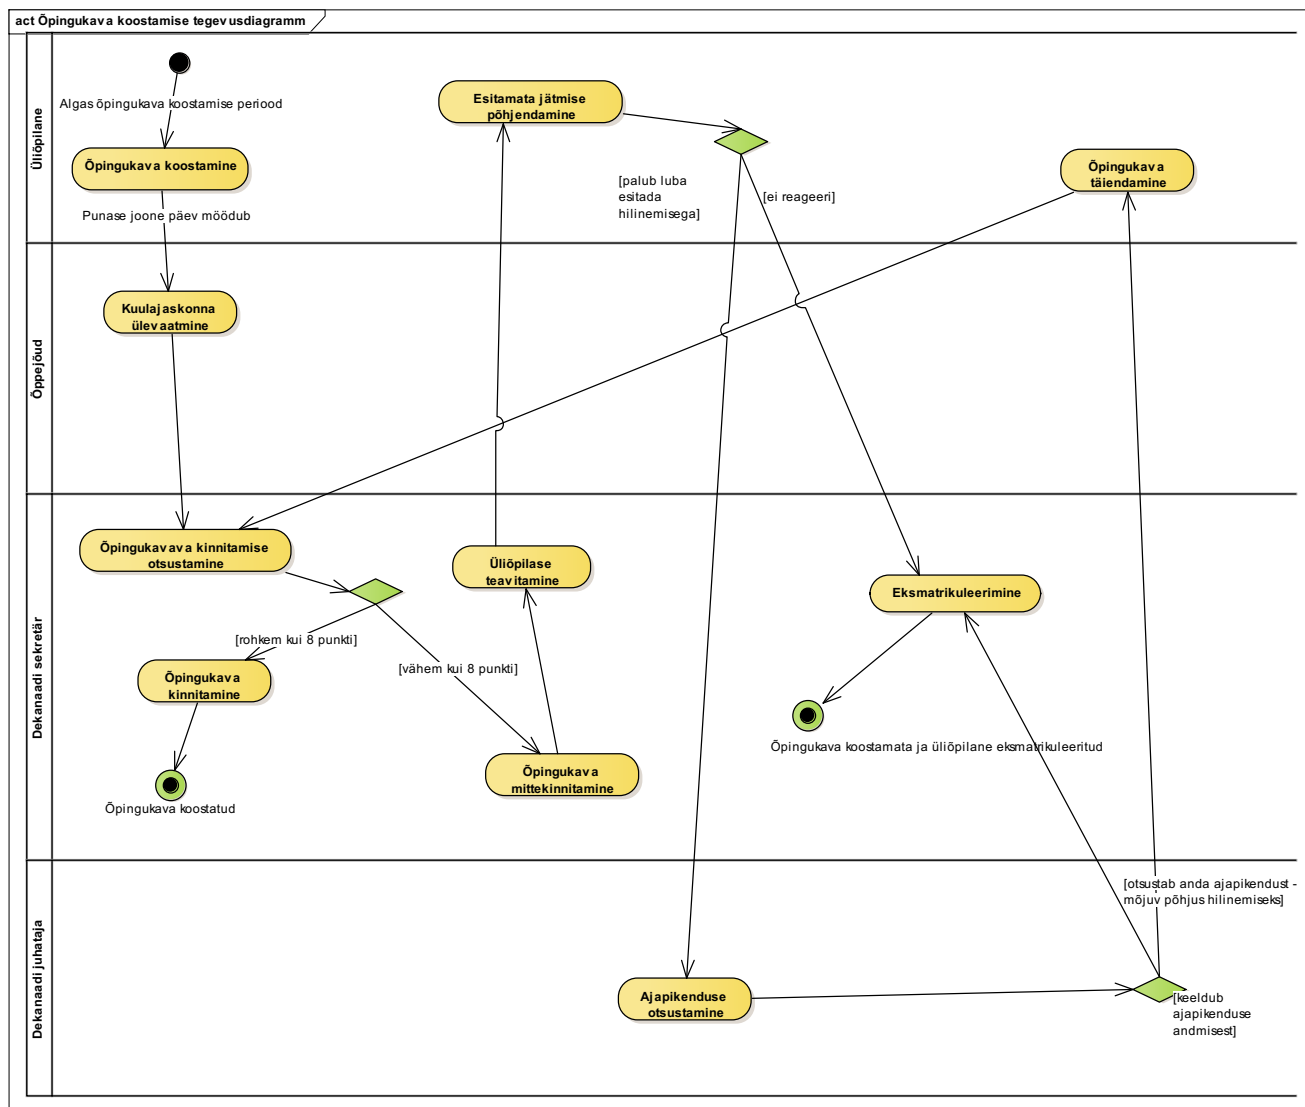 act Õpingukava koostamise tegevusdiagramm
Üliõpilane
Algas õpingukava koostamise periood
Õpingukava koostamine
Punase joone päev möödub
Esitamata jätmise
põhjendamine
[palub luba
esitada
hilinemisega]
[ei reageeri]
Õpingukava
täiendamine
Õppejõud
Kuulajaskonna
ülevaatmine
Dekanaadi sekretär
Õpingukavava kinnitamise
otsustamine
[rohkem kui 8 punkti]
Õpingukava
kinnitamine
Õpingukava koostatud
[vähem kui 8 punkti]
Üliõpilase
teavitamine
Õpingukava
mittekinnitamine
Eksmatrikuleerimine
Õpingukava koostamata ja üliõpilane eksmatrikuleeritud
Dekanaadi juhataja
Ajapikenduse
otsustamine
[otsustab anda ajapikendust -
mõjuv põhjus hilinemiseks]
[keeldub
ajapikenduse
andmisest]